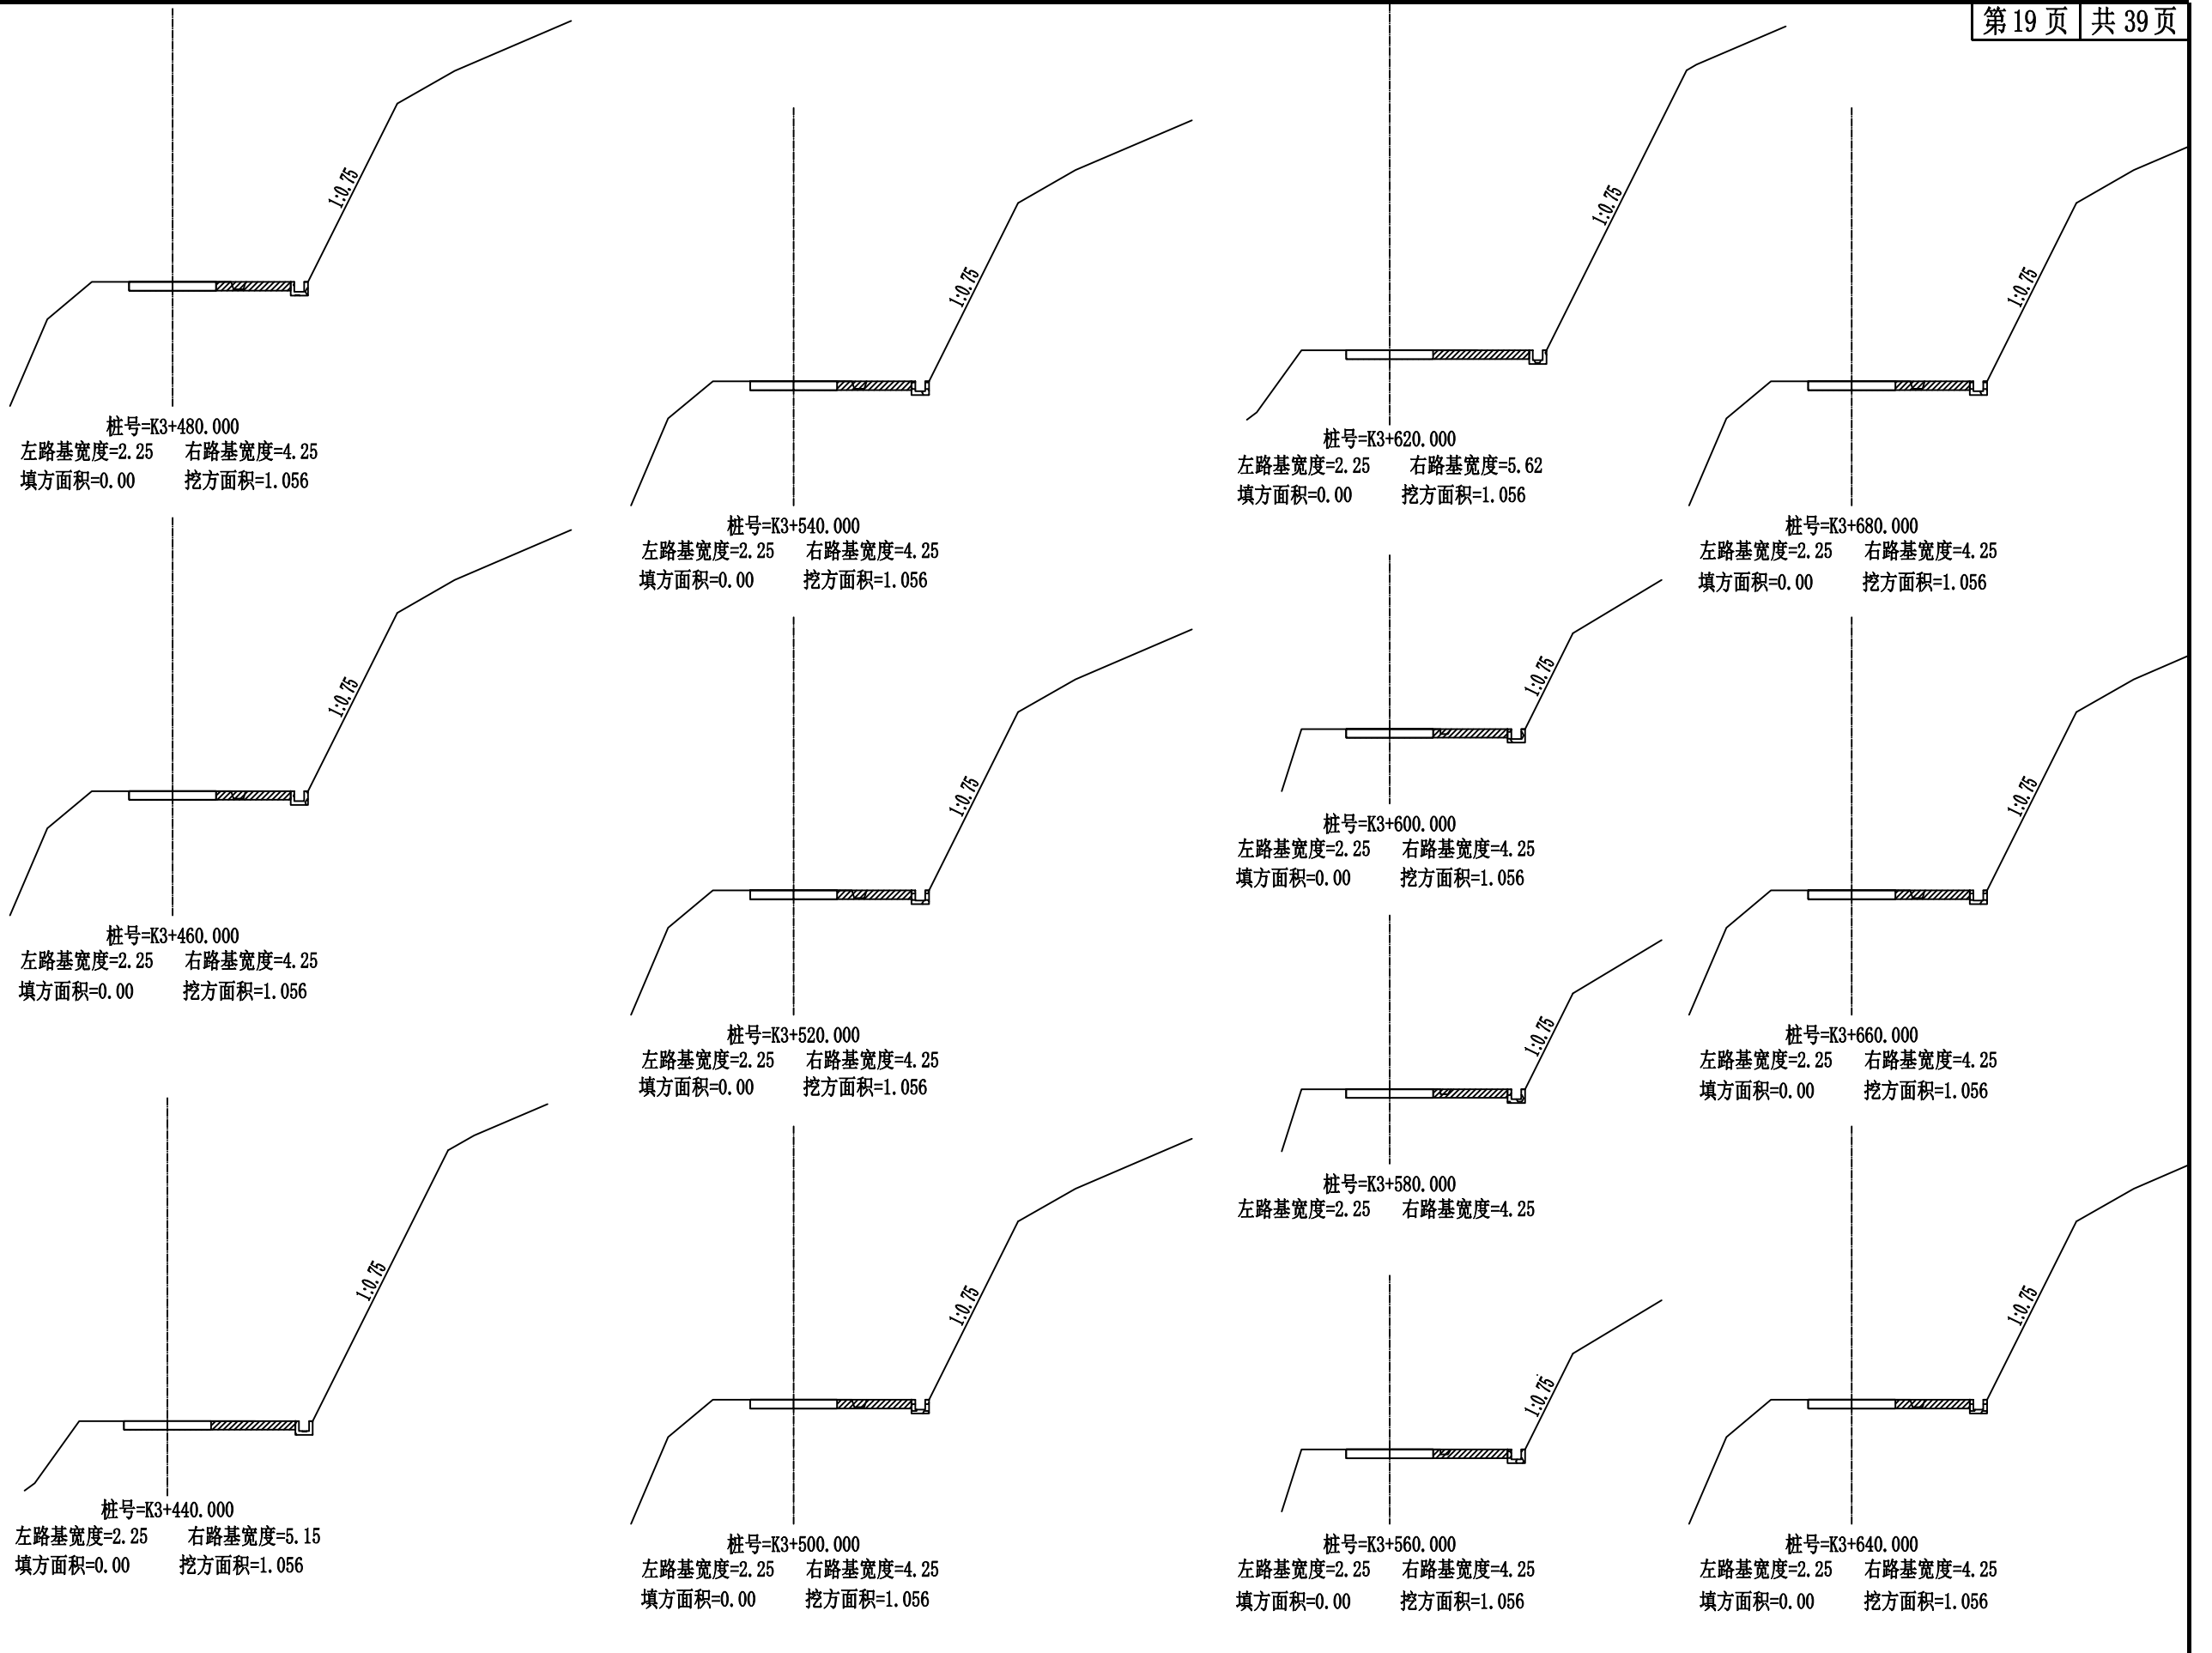 第19页 共39页
1:0.75
桩号=K3+480.000
左路基宽度=2.25 右路基宽度=4.25
填方面积=0.00 挖方面积=1.056
1:0.75
桩号=K3+460.000
左路基宽度=2.25 右路基宽度=4.25
填方面积=0.00 挖方面积=1.056
1:0.75
桩号=K3+440.000
左路基宽度=2.25 右路基宽度=5.15
填方面积=0.00 挖方面积=1.056
1:0.75
桩号=K3+540.000
左路基宽度=2.25 右路基宽度=4.25
填方面积=0.00 挖方面积=1.056
1:0.75
桩号=K3+520.000
左路基宽度=2.25 右路基宽度=4.25
填方面积=0.00 挖方面积=1.056
1:0.75
桩号=K3+500.000
左路基宽度=2.25 右路基宽度=4.25
填方面积=0.00 挖方面积=1.056
1:0.75
桩号=K3+620.000
左路基宽度=2.25 右路基宽度=5.62
填方面积=0.00 挖方面积=1.056
1:0.75
桩号=K3+600.000
左路基宽度=2.25 右路基宽度=4.25
填方面积=0.00 挖方面积=1.056
1:0.75
桩号=K3+580.000
左路基宽度=2.25 右路基宽度=4.25
1:0.75
桩号=K3+560.000
左路基宽度=2.25 右路基宽度=4.25
填方面积=0.00 挖方面积=1.056
1:0.75
桩号=K3+680.000
左路基宽度=2.25 右路基宽度=4.25
填方面积=0.00 挖方面积=1.056
1:0.75
桩号=K3+660.000
左路基宽度=2.25 右路基宽度=4.25
填方面积=0.00 挖方面积=1.056
1:0.75
桩号=K3+640.000
左路基宽度=2.25 右路基宽度=4.25
填方面积=0.00 挖方面积=1.056